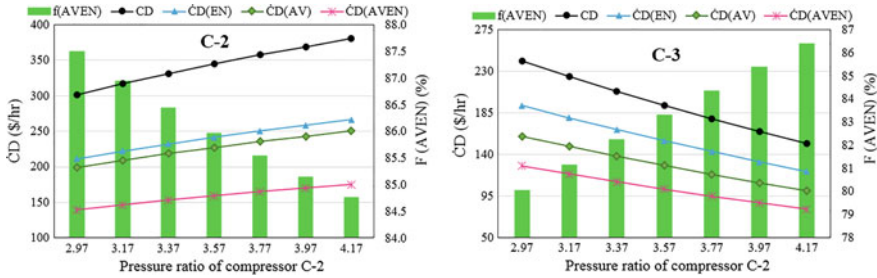 f(AVEN) CD ĊD(EN) ĊD(AV) ĊD(AVEN)
C-2
ĊD ($/hr)
400
350
300
250
200
150
100
88.0
87.5
87.0
86.5
86.0
85.5
85.0
84.5
84.0
F (AVEN) (%)
2.97 3.17 3.37 3.57 3.77 3.97 4.17
Pressure ratio of compressor C-2
f(AVEN) CD ĊD(EN) ĊD(AV) ĊD(AVEN)
C-3
ĊD ($/hr)
275
230
185
140
95
50
87
86
85
84
83
82
81
80
79
78
F (AVEN) (%)
2.97 3.17 3.37 3.57 3.77 3.97 4.17
Pressure ratio of compressor C-2